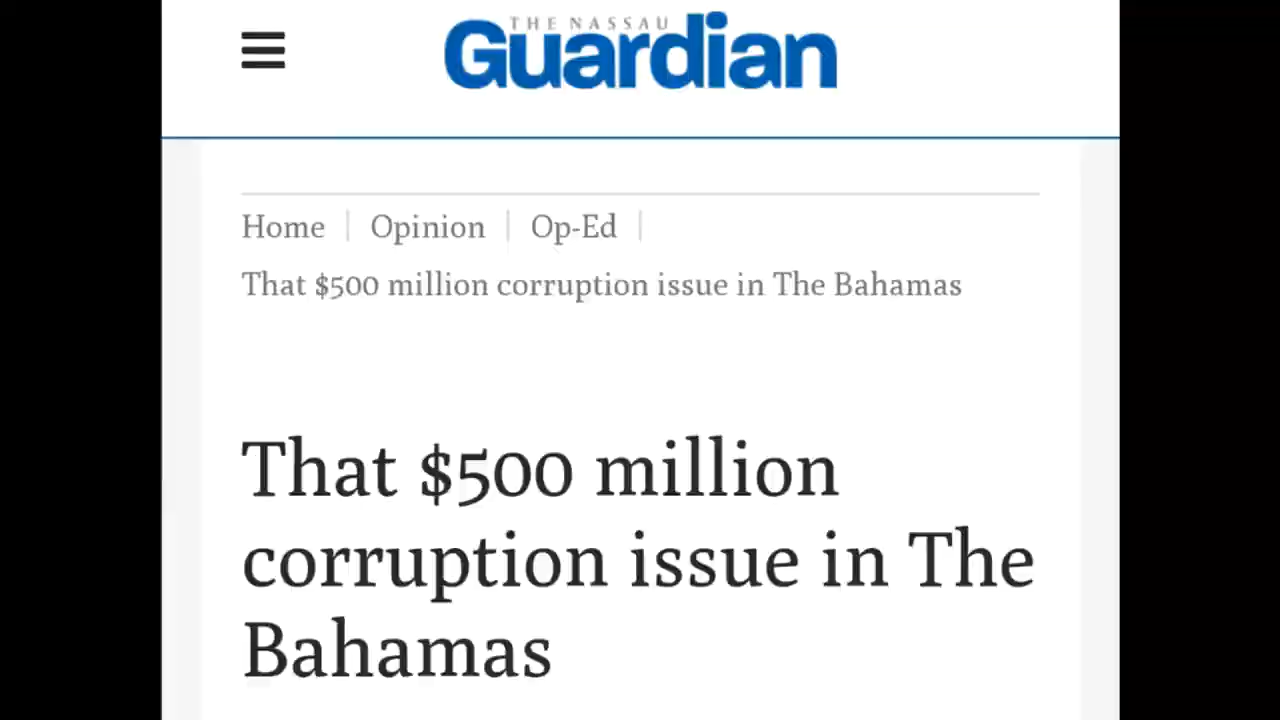 THE NASSAU
Guardian
Home | Opinion | Op-Ed |
That $500 million corruption issue in The Bahamas
That $500 million
corruption issue in The
Bahamas